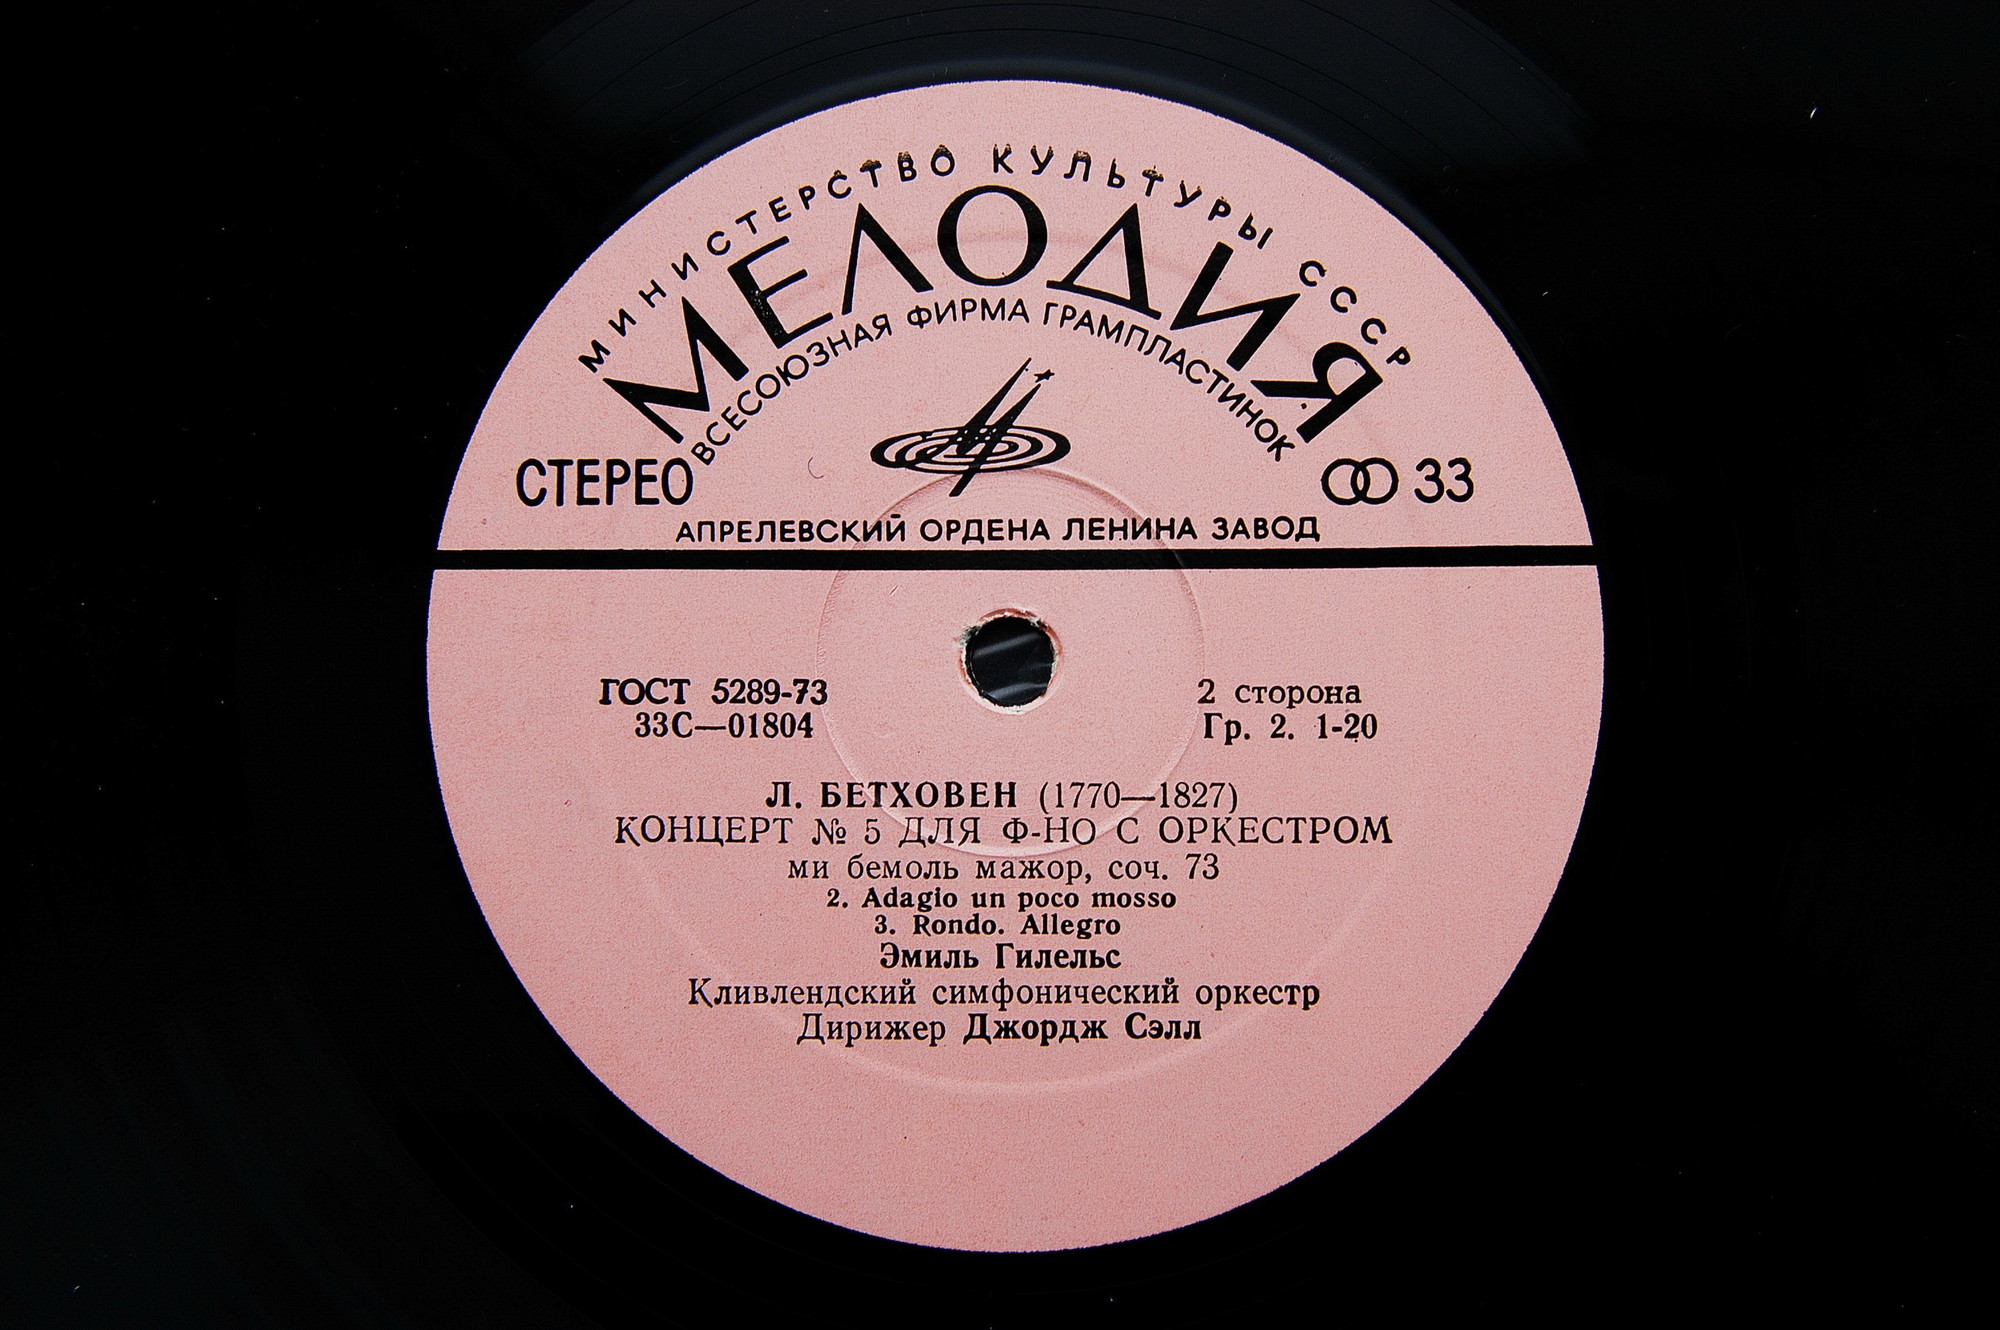 МИНИСТЕРСТВО КУЛЬТУРЫ СССР
МЕЛОДИЯ
ВСЕСОЮЗНАЯ ФИРМА ГРАМПЛАСТИНОК
СТЕРЕО 33
АПРЕЛЕВСКИЙ ОРДЕНА ЛЕНИНА ЗАВОД
ГОСТ 5289-73 2 сторона
33С—01804 Гр. 2. 1-20
Л. БЕТХОВЕН (1770—1827)
КОНЦЕРТ № 5 ДЛЯ Ф-НО С ОРКЕСТРОМ
ми бемоль мажор, соч. 73
2. Adagio un poco mosso
3. Rondo. Allegro
Эмиль Гилельс
Кливлендский симфонический оркестр
Дирижер Джордж Сэлл